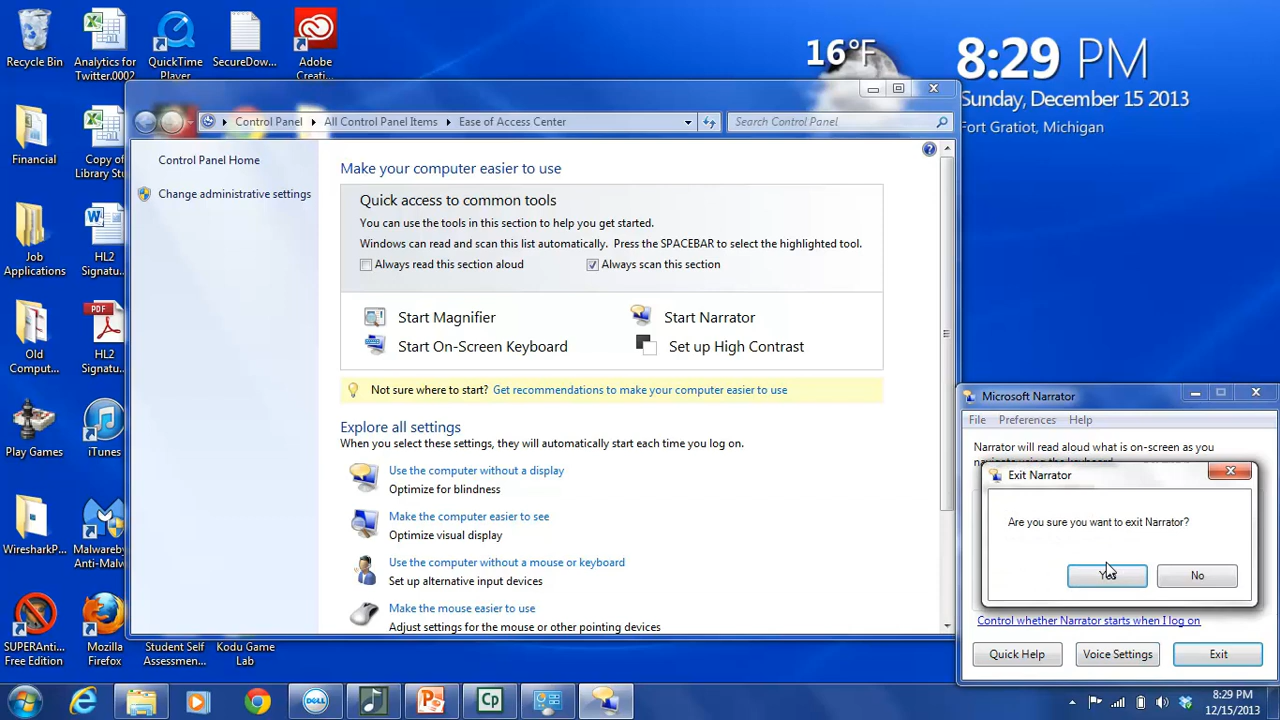 Recycle Bin
Analytics for
Twitter.0002
QuickTime
Player
SecureDow...
Adobe
Creati...
Financial
Copy of
Library Stu
Job
Applications
HL2
Signatu
Old
Comput...
PDF
HL2
Signatu
Play Games
iTunes
WiresharkP...
Malwareby
Anti-Malw
SUPERAnti...
Free Edition
Mozilla
Firefox
Student Self
Assessmen...
Kodu Game
Lab
16°F
8:29 PM
Sunday, December 15 2013
Fort Gratiot, Michigan
Control Panel
All Control Panel Items
Ease of Access Center
Search Control Panel
Control Panel Home
Change administrative settings
Make your computer easier to use
Quick access to common tools
You can use the tools in this section to help you get started.
Windows can read and scan this list automatically. Press the SPACEBAR to select the highlighted tool.
Always read this section aloud
Always scan this section
Start Magnifier
Start Narrator
Start On-Screen Keyboard
Set up High Contrast
Not sure where to start? Get recommendations to make your computer easier to use
Explore all settings
When you select these settings, they will automatically start each time you log on.
Use the computer without a display
Optimize for blindness
Make the computer easier to see
Optimize visual display
Use the computer without a mouse or keyboard
Set up alternative input devices
Make the mouse easier to use
Adjust settings for the mouse or other pointing devices
Microsoft Narrator
File Preferences Help
Narrator will read aloud what is on-screen as you
Exit Narrator
Are you sure you want to exit Narrator?
Yes
No
Control whether Narrator starts when I log on
Quick Help
Voice Settings
Exit
DELL
P
Cp
8:29 PM
12/15/2013